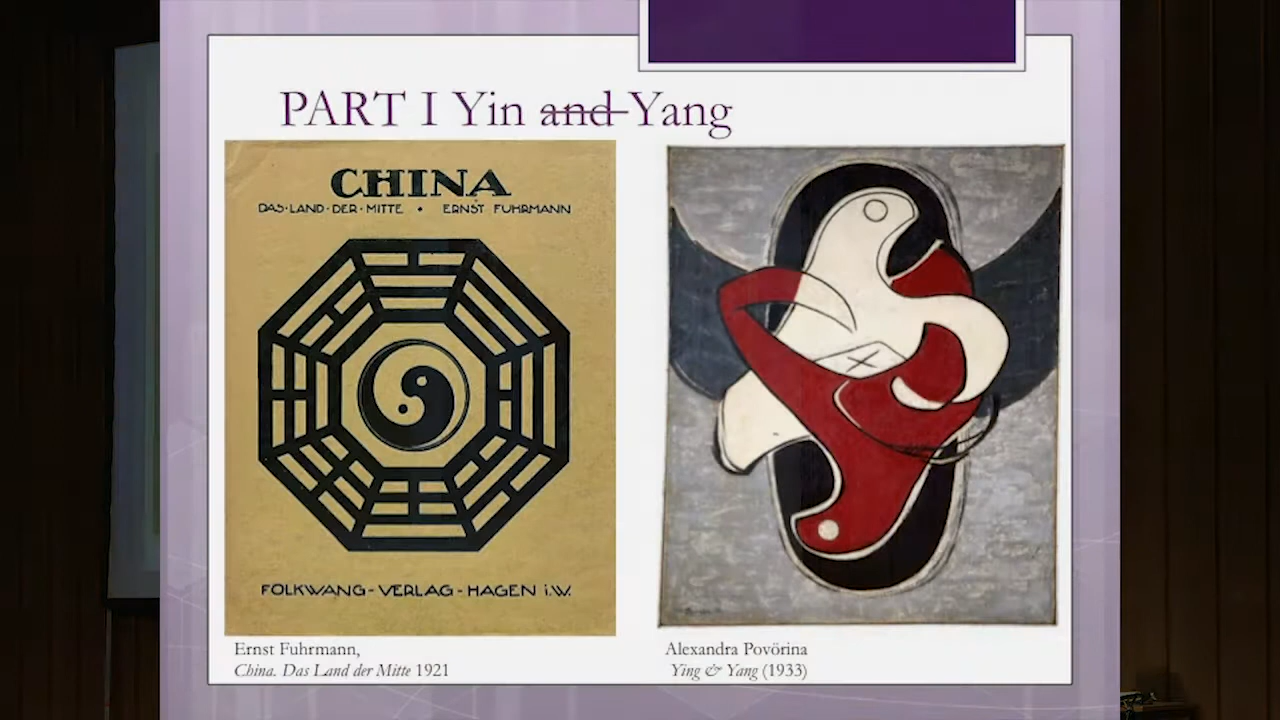 PART I Yin and Yang
CHINA
DAS·LAND·DER·MITTE • ERNST FUHRMANN
FOLKWANG-VERLAG-HAGEN i.W.
Ernst Fuhrmann,
China. Das Land der Mitte 1921
Alexandra Povörina
Ying & Yang (1933)